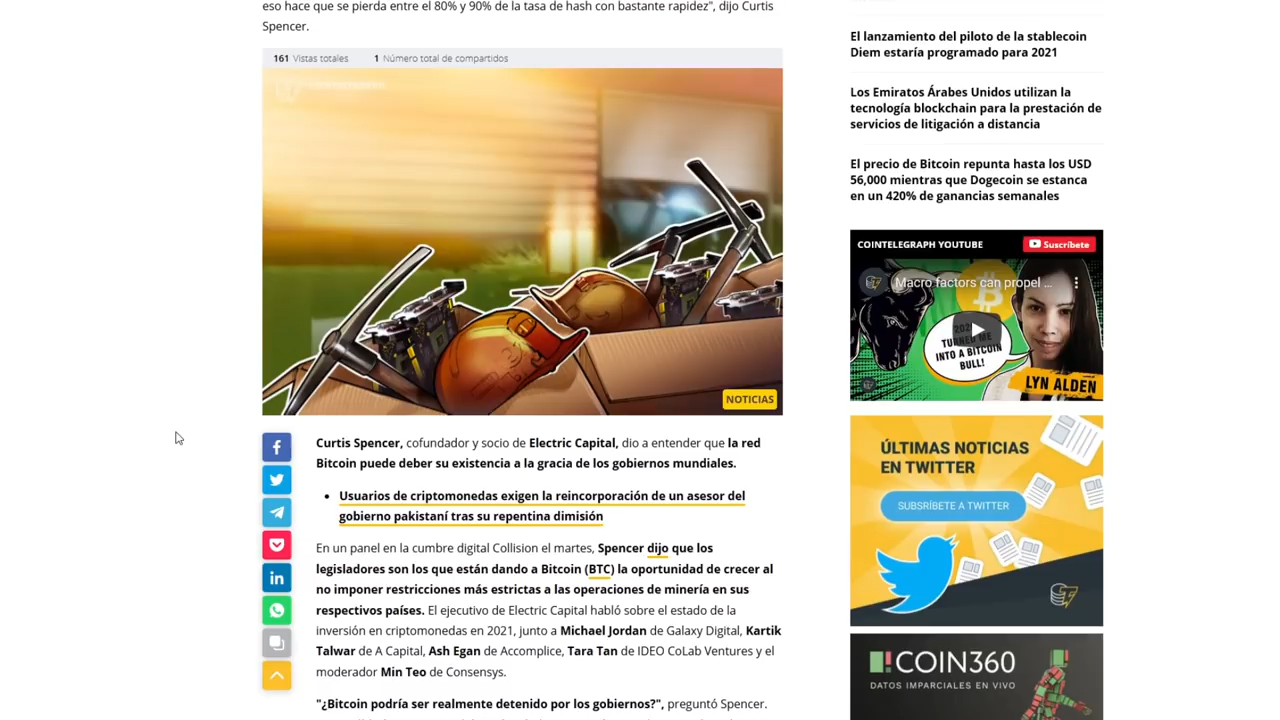 eso hace que se pierda entre el 80% y 90% de la tasa de hash con bastante rapidez", dijo Curtis
Spencer.
161 Vistas totales 1 Número total de compartidos
NOTICIAS
Curtis Spencer, cofundador y socio de Electric Capital, dio a entender que la red
Bitcoin puede deber su existencia a la gracia de los gobiernos mundiales.
Usuarios de criptomonedas exigen la reincorporación de un asesor del
gobierno pakistaní tras su repentina dimisión
En un panel en la cumbre digital Collision el martes, Spencer dijo que los
legisladores son los que están dando a Bitcoin (BTC) la oportunidad de crecer al
no imponer restricciones más estrictas a las operaciones de minería en sus
respectivos países. El ejecutivo de Electric Capital habló sobre el estado de la
inversión en criptomonedas en 2021, junto a Michael Jordan de Galaxy Digital, Kartik
Talwar de A Capital, Ash Egan de Accomplice, Tara Tan de IDEO CoLab Ventures y el
moderador Min Teo de Consensys.
"¿Bitcoin podría ser realmente detenido por los gobiernos?", preguntó Spencer.
El lanzamiento del piloto de la stablecoin
Diem estaría programado para 2021
Los Emiratos Árabes Unidos utilizan la
tecnología blockchain para la prestación de
servicios de litigación a distancia
El precio de Bitcoin repunta hasta los USD
56,000 mientras que Dogecoin se estanca
en un 420% de ganancias semanales
COINTELEGRAPH YOUTUBE
Suscríbete
Macro factors can propel ...
TURNED ME
INTO A BITCOIN
BULL!
LYN ALDEN
ÚLTIMAS NOTICIAS
EN TWITTER
SUBSRÍBETE A TWITTER
COIN360
DATOS IMPARCIALES EN VIVO